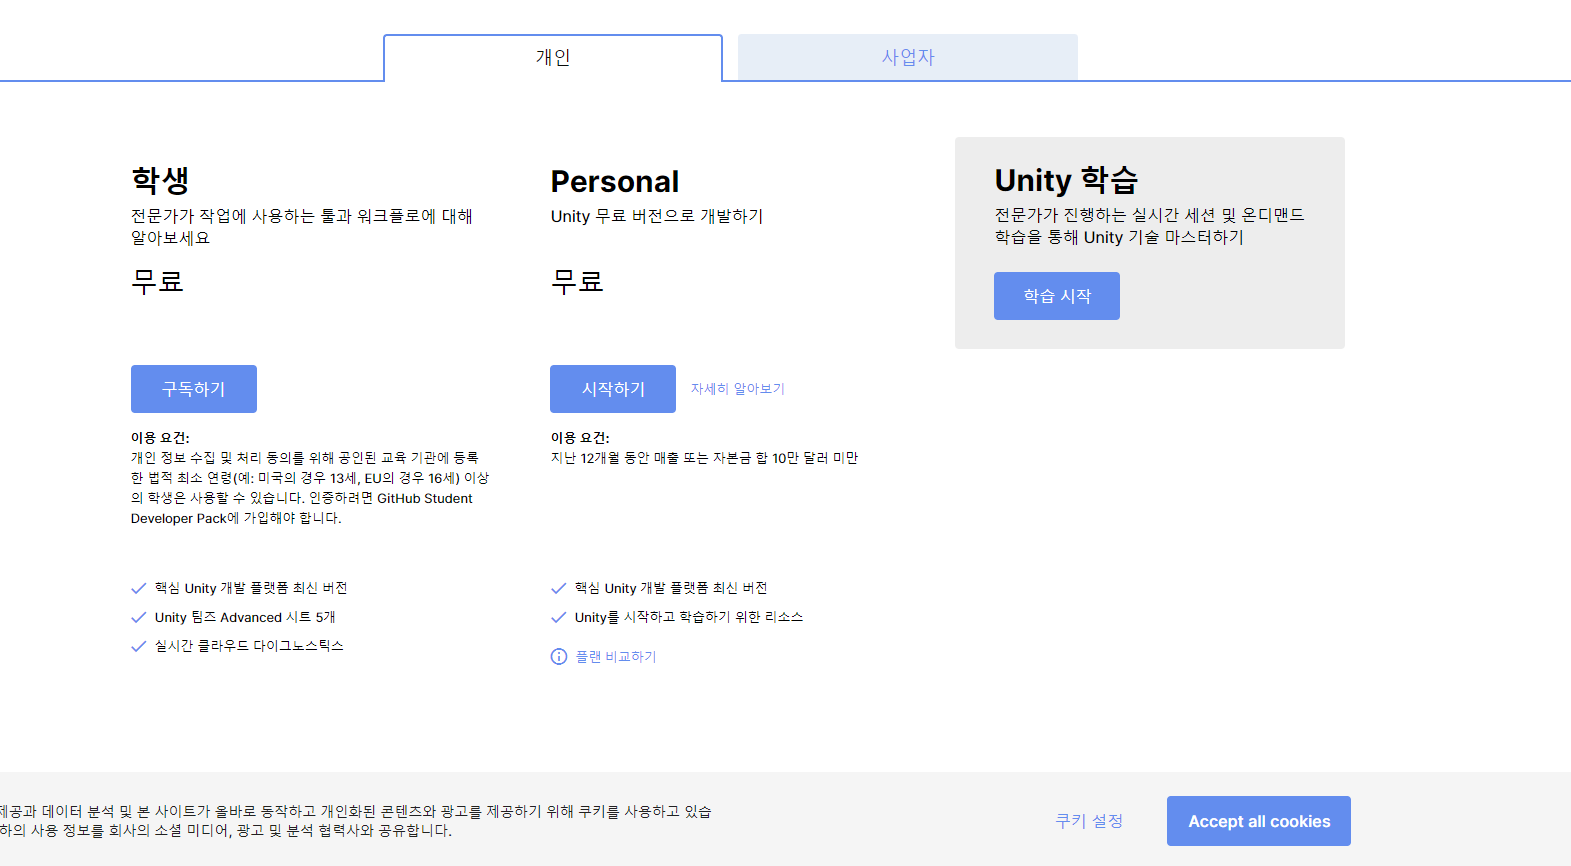 개인
사업자
학생
전문가가 작업에 사용하는 툴과 워크플로에 대해
알아보세요
무료
구독하기
이용 요건:
개인 정보 수집 및 처리 동의를 위해 공인된 교육 기관에 등록
한 법적 최소 연령(예: 미국의 경우 13세, EU의 경우 16세) 이상
의 학생은 사용할 수 있습니다. 인증하려면 GitHub Student
Developer Pack에 가입해야 합니다.
핵심 Unity 개발 플랫폼 최신 버전
Unity 팀즈 Advanced 시트 5개
실시간 클라우드 다이그노스틱스
Personal
Unity 무료 버전으로 개발하기
무료
시작하기
자세히 알아보기
이용 요건:
지난 12개월 동안 매출 또는 자본금 합 10만 달러 미만
핵심 Unity 개발 플랫폼 최신 버전
Unity를 시작하고 학습하기 위한 리소스
플랜 비교하기
Unity 학습
전문가가 진행하는 실시간 세션 및 온디맨드
학습을 통해 Unity 기술 마스터하기
학습 시작
제공과 데이터 분석 및 본 사이트가 올바로 동작하고 개인화된 콘텐츠와 광고를 제공하기 위해 쿠키를 사용하고 있습
하의 사용 정보를 회사의 소셜 미디어, 광고 및 분석 협력사와 공유합니다.
쿠키 설정
Accept all cookies